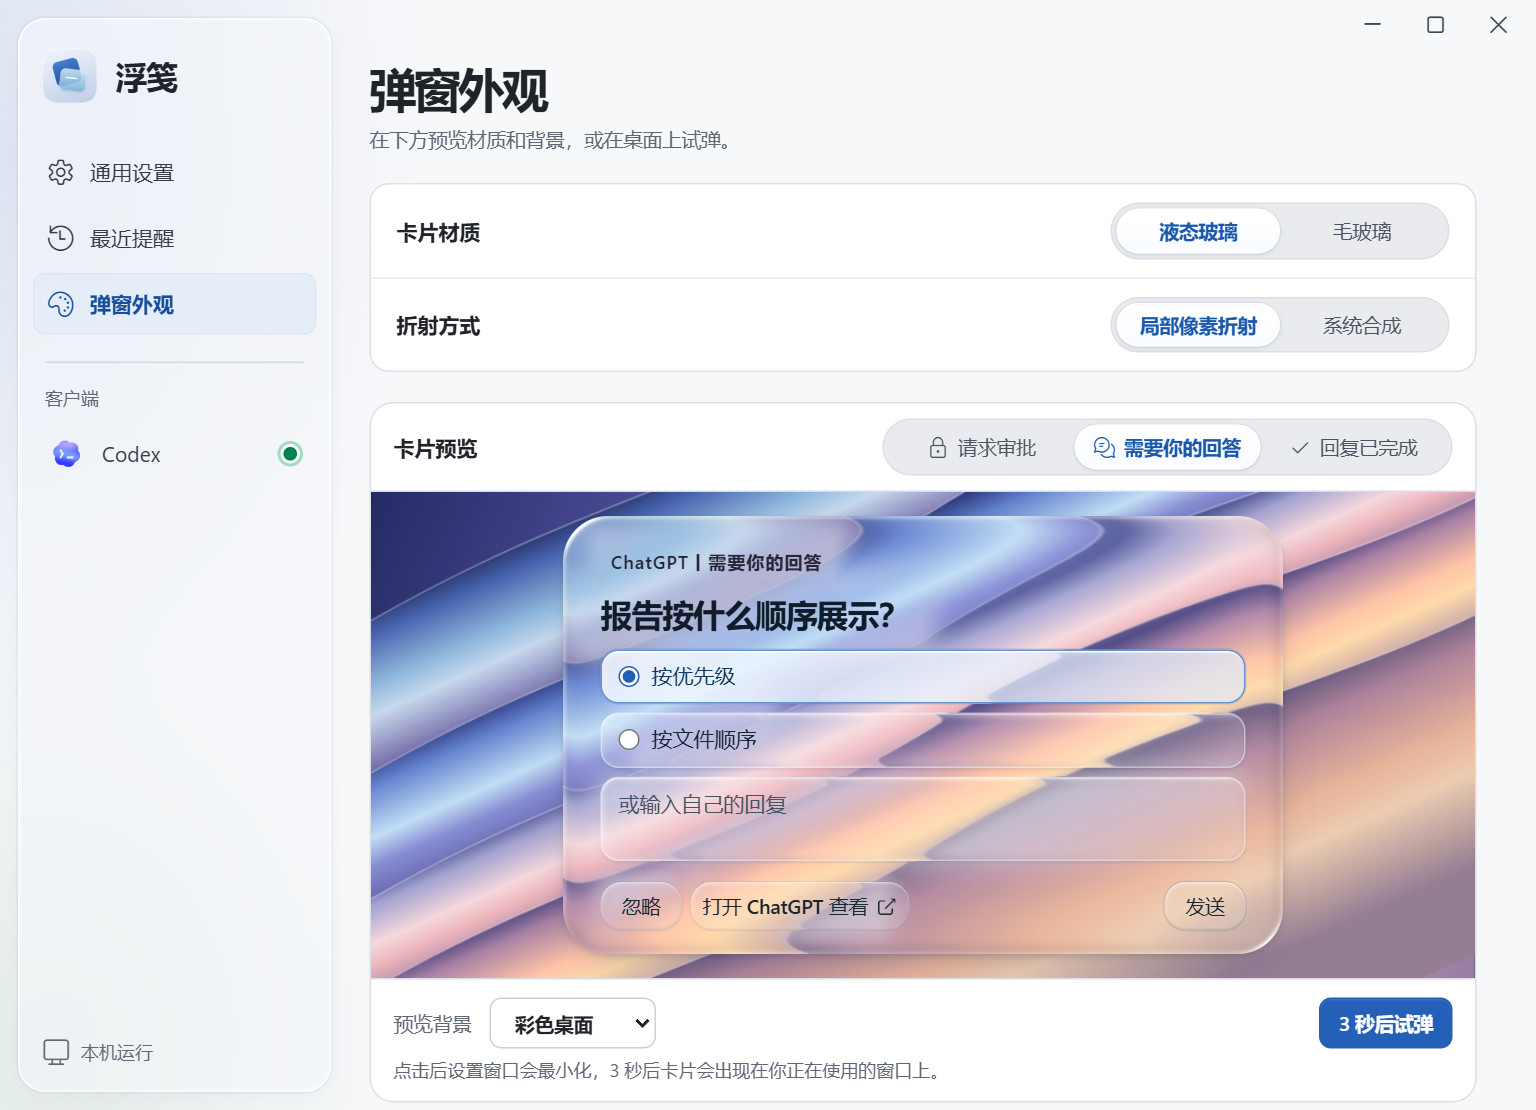 浮笺
通用设置
最近提醒
弹窗外观
客户端
Codex
本机运行
弹窗外观
在下方预览材质和背景，或在桌面上试弹。
卡片材质
液态玻璃
毛玻璃
折射方式
局部像素折射
系统合成
卡片预览
请求审批
需要你的回答
回复已完成
ChatGPT | 需要你的回答
报告按什么顺序展示？
按优先级
按文件顺序
或输入自己的回复
忽略
打开 ChatGPT 查看
发送
预览背景
彩色桌面
3 秒后试弹
点击后设置窗口会最小化，3 秒后卡片会出现在你正在使用的窗口上。